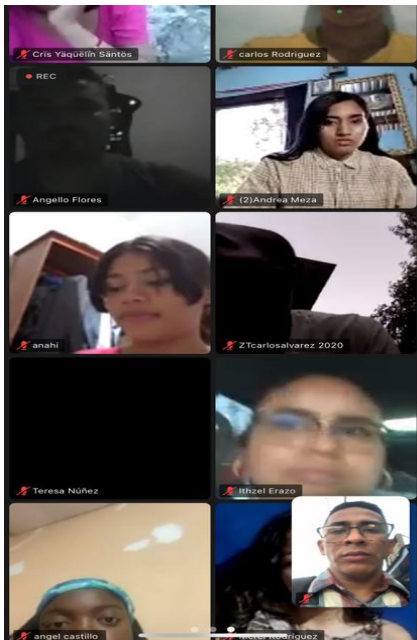 Cris Yaquelin Santos
carlos Rodriguez
REC
Angello Flores
(2)Andrea Meza
anahi
ZTcarlosalvarez 2020
Teresa Núñez
Ithzel Erazo
angel castillo
Rodríguez